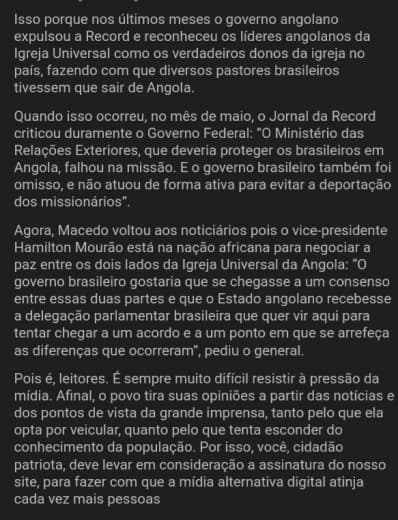 Isso porque nos últimos meses o governo angolano
expulsou a Record e reconheceu os líderes angolanos da
Igreja Universal como os verdadeiros donos da igreja no
país, fazendo com que diversos pastores brasileiros
tivessem que sair de Angola.
Quando isso ocorreu, no mês de maio, o Jornal da Record
criticou duramente o Governo Federal: “O Ministério das
Relações Exteriores, que deveria proteger os brasileiros em
Angola, falhou na missão. E o governo brasileiro também foi
omisso, e não atuou de forma ativa para evitar a deportação
dos missionários”.
Agora, Macedo voltou aos noticiários pois o vice-presidente
Hamilton Mourão está na nação africana para negociar a
paz entre os dois lados da Igreja Universal da Angola: “O
governo brasileiro gostaria que se chegasse a um consenso
entre essas duas partes e que o Estado angolano recebesse
a delegação parlamentar brasileira que quer vir aqui para
tentar chegar a um acordo e a um ponto em que se arrefeça
as diferenças que ocorreram”, pediu o general.
Pois é, leitores. É sempre muito difícil resistir à pressão da
mídia. Afinal, o povo tira suas opiniões a partir das notícias e
dos pontos de vista da grande imprensa, tanto pelo que ela
opta por veicular, quanto pelo que tenta esconder do
conhecimento da população. Por isso, você, cidadão
patriota, deve levar em consideração a assinatura do nosso
site, para fazer com que a mídia alternativa digital atinja
cada vez mais pessoas